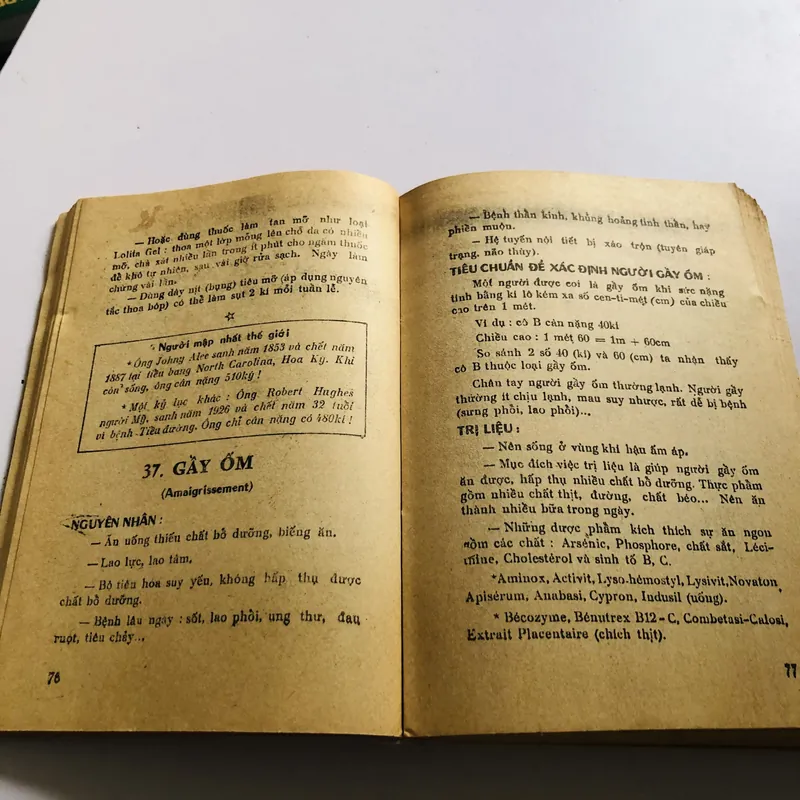 — Hoặc dùng thuốc làm tan mỡ như loại
Lolita Gel : thoa một lớp mỏng lên chổ da có nhiều
mỡ, chà xát nhiều lần trong ít phút cho ngấm thuốc
để khô tự nhiên, sau vài giờ rửa sạch. Ngày làm
chừng vài lần.
— Dùng dây nịt (bụng) tiêu mỡ (áp dụng nguyên
tắc thoa bóp) có thể làm sụt 2 kí mỗi tuần lễ.
* Người mập nhất thế giới
* Ông Johny Alee sanh năm 1853 và chết năm
1887 tại tiểu bang North Carolina, Hoa Kỳ. Khi
còn sống, ông cân nặng 510ký !
* Một kỷ lục khác : Ông Robert Hughes
người Mỹ, sanh năm 1926 và chết năm 32 tuổi
vì bệnh Tiểu đường. Ông chỉ cân nặng có 480kí !
37. GẦY ỐM
(Amaigrissement)
NGUYÊN NHÂN :
— Ăn uống thiếu chất bổ dưỡng, biếng ăn.
— Lao lực, lao tâm.
— Bộ tiêu hóa suy yếu, không hấp thụ được
chất bổ dưỡng.
— Bệnh lâu ngày : sốt, lao phổi, ung thư, đau
ruột, tiêu chảy...
76
— Bệnh thần kinh, khủng hoảng tinh thần, hay
phiền muộn.
— Hệ tuyến nội tiết bị xáo trộn (tuyến giáp
trạng, não thùy).
TIÊU CHUẨN ĐỂ XÁC ĐỊNH NGƯỜI GẦY ỐM :
Một người được coi là gầy ốm khi sức nặng
tính bằng kí lô kém xa số cen-ti-mét (cm) của chiều
cao trên 1 mét.
Ví dụ : cô B cân nặng 40ki
Chiều cao : 1 mét 60 = 1m + 60cm
So sánh 2 số 40 (kí) và 60 (cm) ta nhận thấy
cô B thuộc loại gầy ốm.
Chân tay người gầy ốm thường lạnh. Người gầy
thường ít chịu lạnh, mau suy nhược, rất dễ bị bệnh
(sưng phổi, lao phổi)...
TRỊ LIỆU :
— Nên sống ở vùng khí hậu ấm áp.
— Mục đích việc trị liệu là giúp người gầy ốm
ăn được, hấp thụ nhiều chất bổ dưỡng. Thực phẩm
gồm nhiều chất thịt, đường, chất béo... Nên ăn
thành nhiều bữa trong ngày.
— Những dược phẩm kích thích sự ăn ngon
gồm các chất : Arsénic, Phosphore, chất sắt, Léci-
mine, Cholestérol và sinh tố B, C.
*Aminox, Activit, Lyso-hémostyl, Lysivit, Novaton,
Apisérum, Anabasi, Cypron, Indusil (uống).
* Bécozyme, Bénutrex B12 - C, Combetasi-Calosi,
Extrait Placentaire (chích thịt).
77